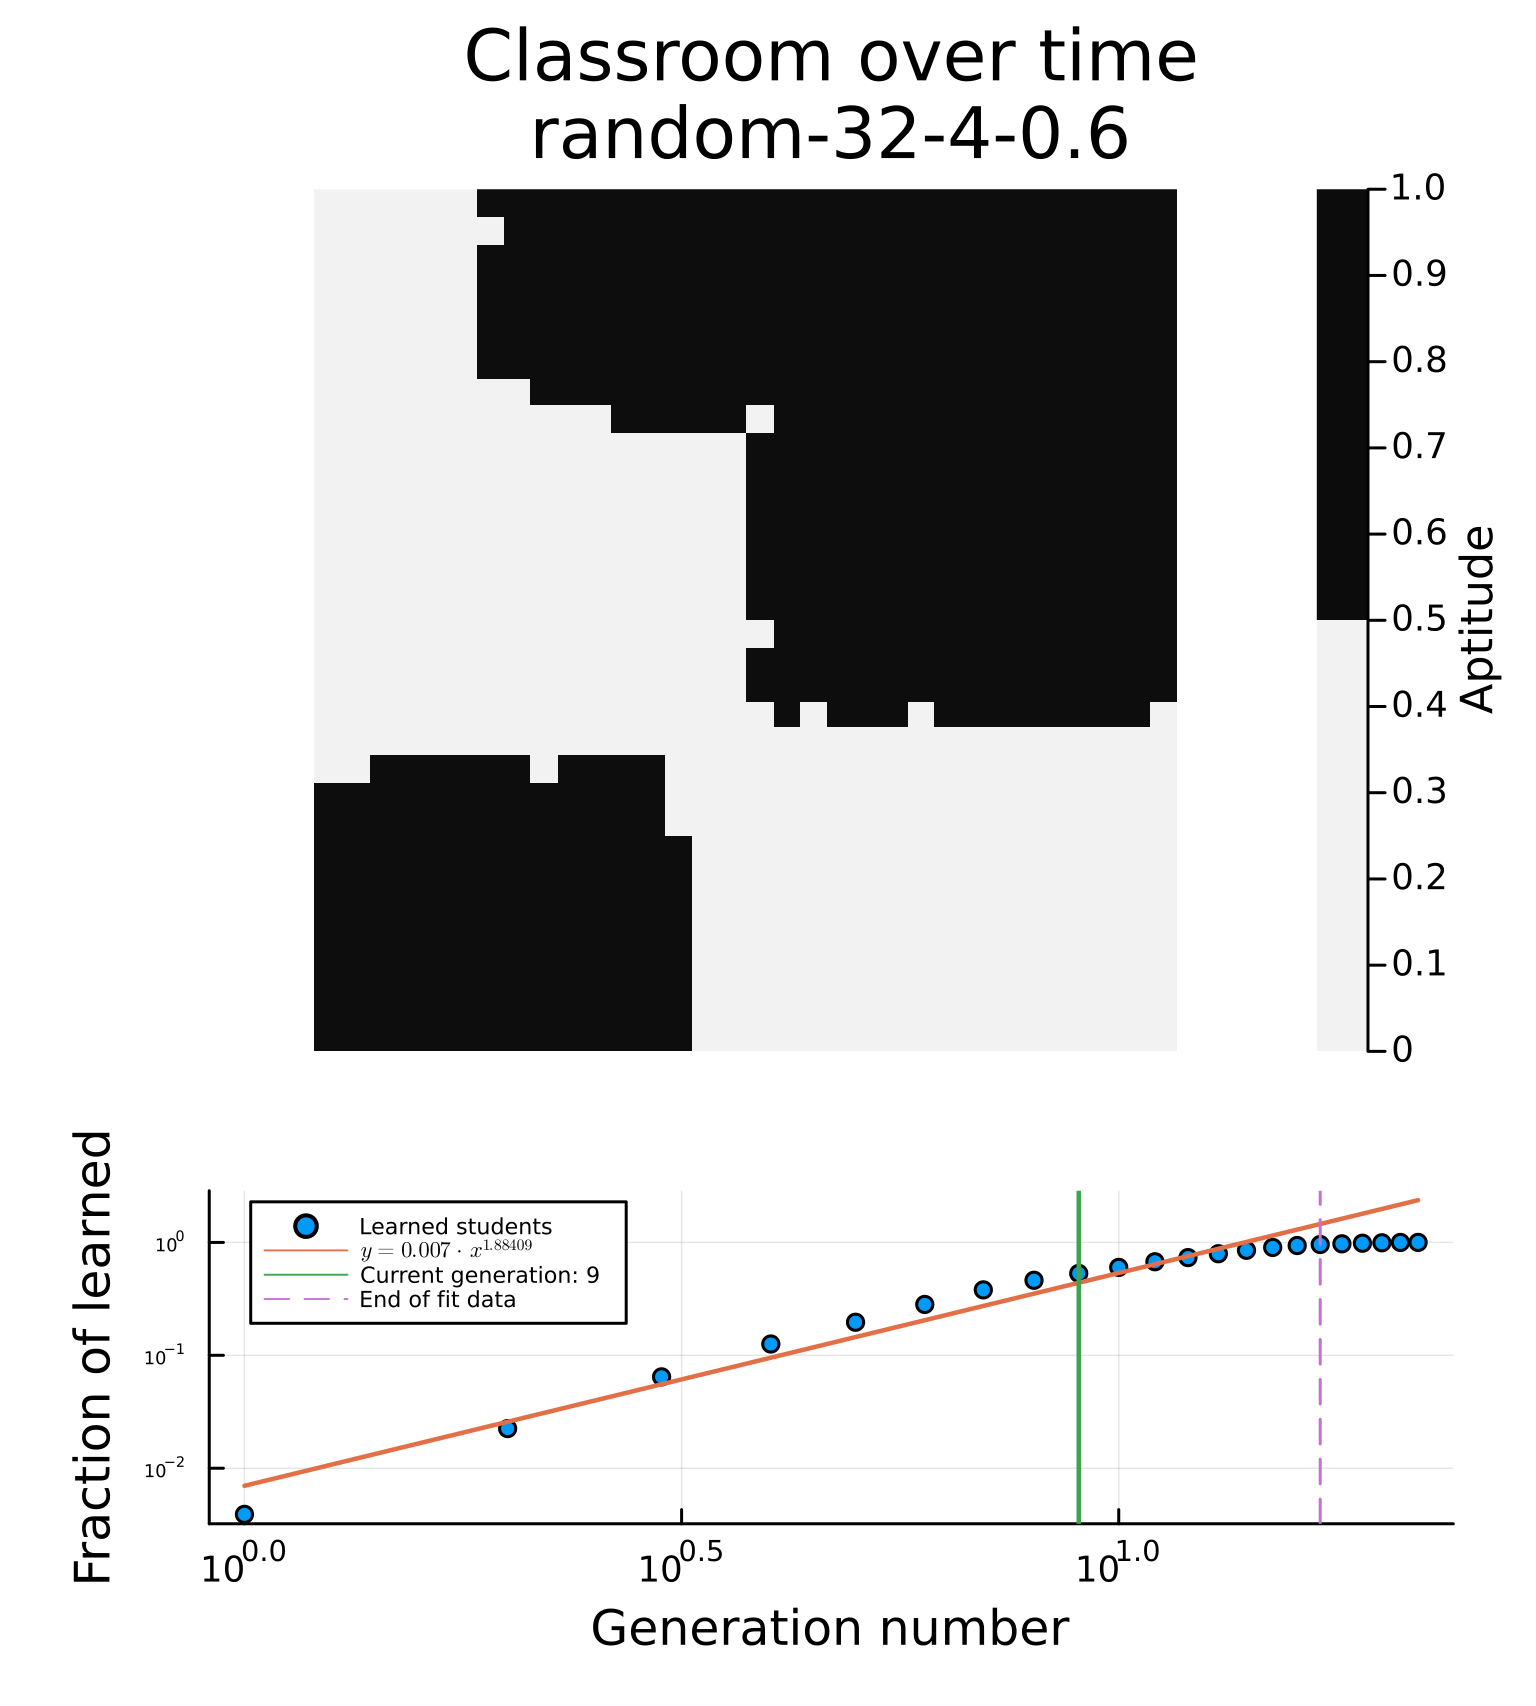 Classroom over time
random-32-4-0.6
1.0
0.9
0.8
0.7
0.6
0.5
0.4
0.3
0.2
0.1
0
Aptitude
Fraction of learned
10^0
10^−1
10^−2
Learned students
y = 0.007 · x^1.88409
Current generation: 9
End of fit data
10^0.0
10^0.5
10^1.0
Generation number